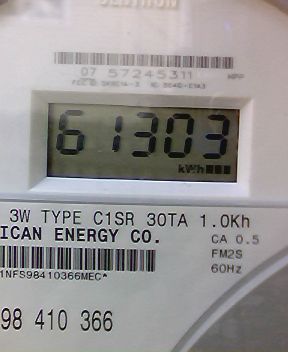 07 57245311
61303
kWh
3W TYPE C1SR 30TA 1.0Kh
ICAN ENERGY CO.
CA 0.5
FM2S
60Hz
1NFS98410366MEC*
98 410 366